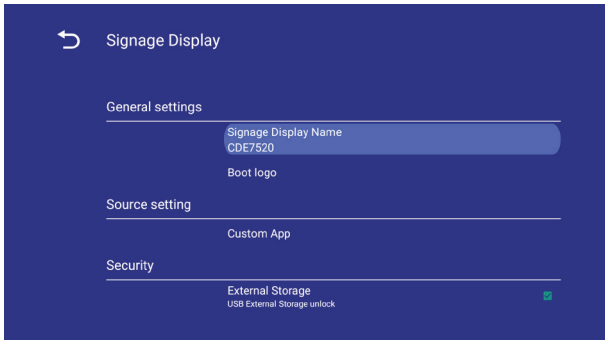 Signage Display
General settings
Signage Display Name
CDE7520
Boot logo
Source setting
Custom App
Security
External Storage
USB External Storage unlock